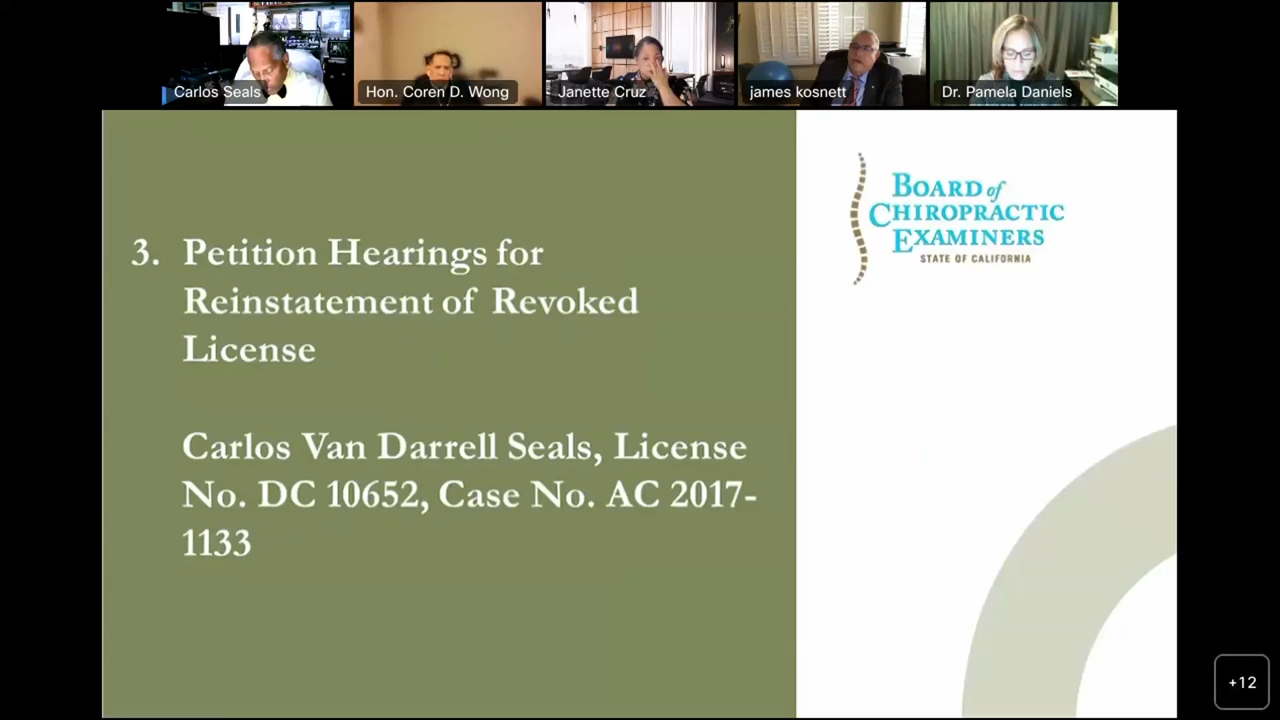 Carlos Seals
Hon. Coren D. Wong
Janette Cruz
james kosnett
Dr. Pamela Daniels
3. Petition Hearings for
Reinstatement of Revoked
License
Carlos Van Darrell Seals, License
No. DC 10652, Case No. AC 2017-
1133
BOARD of
CHIROPRACTIC
EXAMINERS
STATE OF CALIFORNIA
+12